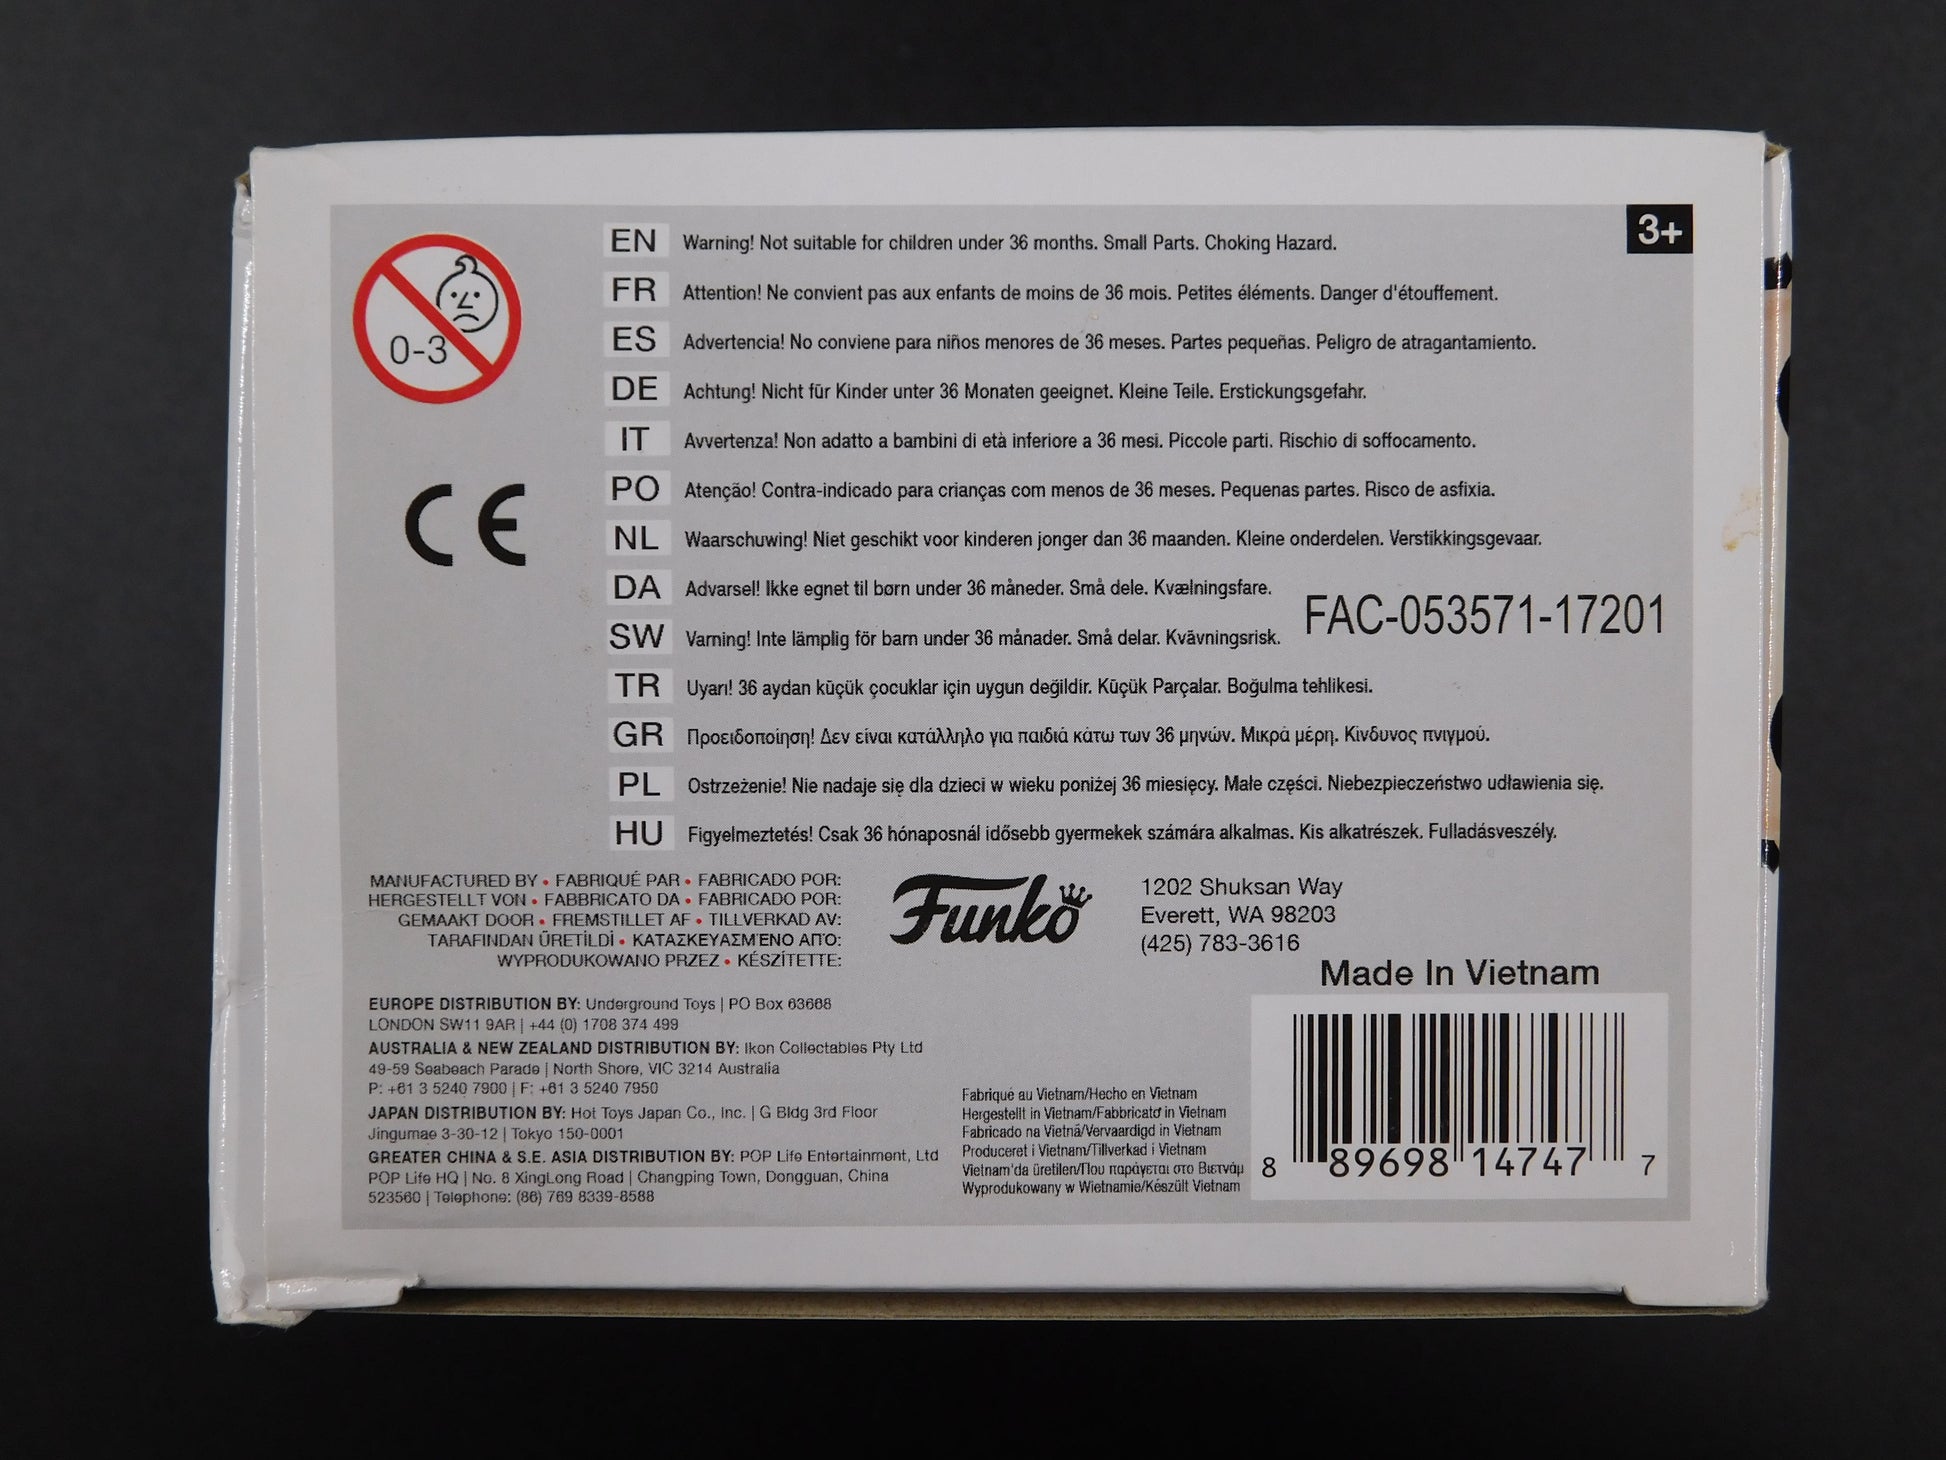 3+
0-3
EN Warning! Not suitable for children under 36 months. Small Parts. Choking Hazard.
FR Attention! Ne convient pas aux enfants de moins de 36 mois. Petites éléments. Danger d'étouffement.
ES Advertencia! No conviene para niños menores de 36 meses. Partes pequeñas. Peligro de atragantamiento.
DE Achtung! Nicht für Kinder unter 36 Monaten geeignet. Kleine Teile. Erstickungsgefahr.
IT Avvertenza! Non adatto a bambini di età inferiore a 36 mesi. Piccole parti. Rischio di soffocamento.
PO Atenção! Contra-indicado para crianças com menos de 36 meses. Pequenas partes. Risco de asfixia.
CE
NL Waarschuwing! Niet geschikt voor kinderen jonger dan 36 maanden. Kleine onderdelen. Verstikkingsgevaar.
DA Advarsel! Ikke egnet til børn under 36 måneder. Små dele. Kvælningsfare.
FAC-053571-17201
SW Varning! Inte lämplig för barn under 36 månader. Små delar. Kvävningsrisk.
TR Uyarı! 36 aydan küçük çocuklar için uygun değildir. Küçük Parçalar. Boğulma tehlikesi.
GR Προειδοποίηση! Δεν είναι κατάλληλο για παιδιά κάτω των 36 μηνών. Μικρά μέρη. Κίνδυνος πνιγμού.
PL Ostrzeżenie! Nie nadaje się dla dzieci w wieku poniżej 36 miesięcy. Małe części. Niebezpieczeństwo udławienia się.
HU Figyelmeztetés! Csak 36 hónaposnál idősebb gyermekek számára alkalmas. Kis alkatrészek. Fulladásveszély.
MANUFACTURED BY • FABRIQUÉ PAR • FABRICADO POR:
HERGESTELLT VON • FABBRICATO DA • FABRICADO POR:
GEMAAKT DOOR • FREMSTILLET AF • TILLVERKAD AV:
TARAFINDAN ÜRETİLDİ • ΚΑΤΑΣΚΕΥΑΣΜΈΝΟ ΑΠΌ:
WYPRODUKOWANO PRZEZ • KÉSZÍTETTE:
Funko
1202 Shuksan Way
Everett, WA 98203
(425) 783-3616
Made In Vietnam
EUROPE DISTRIBUTION BY: Underground Toys | PO Box 63668
LONDON SW11 9AR | +44 (0) 1708 374 499
AUSTRALIA & NEW ZEALAND DISTRIBUTION BY: Ikon Collectables Pty Ltd
49-59 Seabeach Parade | North Shore, VIC 3214 Australia
P: +61 3 5240 7900 | F: +61 3 5240 7950
JAPAN DISTRIBUTION BY: Hot Toys Japan Co., Inc. | G Bldg 3rd Floor
Jingumae 3-30-12 | Tokyo 150-0001
GREATER CHINA & S.E. ASIA DISTRIBUTION BY: POP Life Entertainment, Ltd
POP Life HQ | No. 8 XingLong Road | Changping Town, Dongguan, China
523560 | Telephone: (86) 769 8339-8588
Fabriqué au Vietnam/Hecho en Vietnam
Hergestellt in Vietnam/Fabbricato in Vietnam
Fabricado na Vietnã/Vervaardigd in Vietnam
Produceret i Vietnam/Tillverkad i Vietnam
Vietnam'da üretilen/Που παράγεται στο Βιετνάμ
Wyprodukowany w Wietnamie/Készült Vietnam
8 89698 14747 7